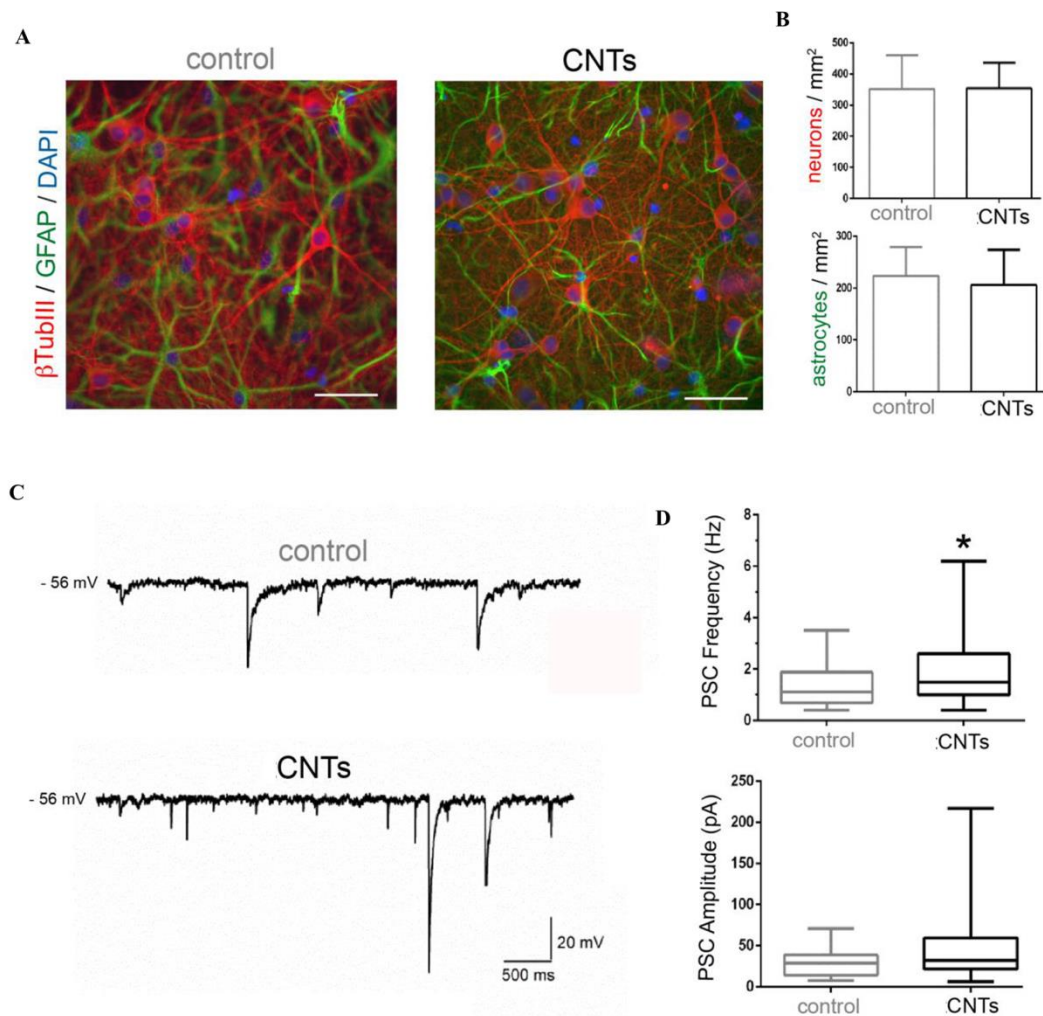 A
control
CNTs
βTubIII / GFAP / DAPI
B
500
400
300
200
100
0
neurons / mm²
control
:CNTs
300
200
100
0
astrocytes / mm²
control
:CNTs
C
control
- 56 mV
CNTs
- 56 mV
20 mV
500 ms
D
8
6
4
2
0
PSC Frequency (Hz)
*
control
:CNTs
250
200
150
100
50
0
PSC Amplitude (pA)
control
:CNTs